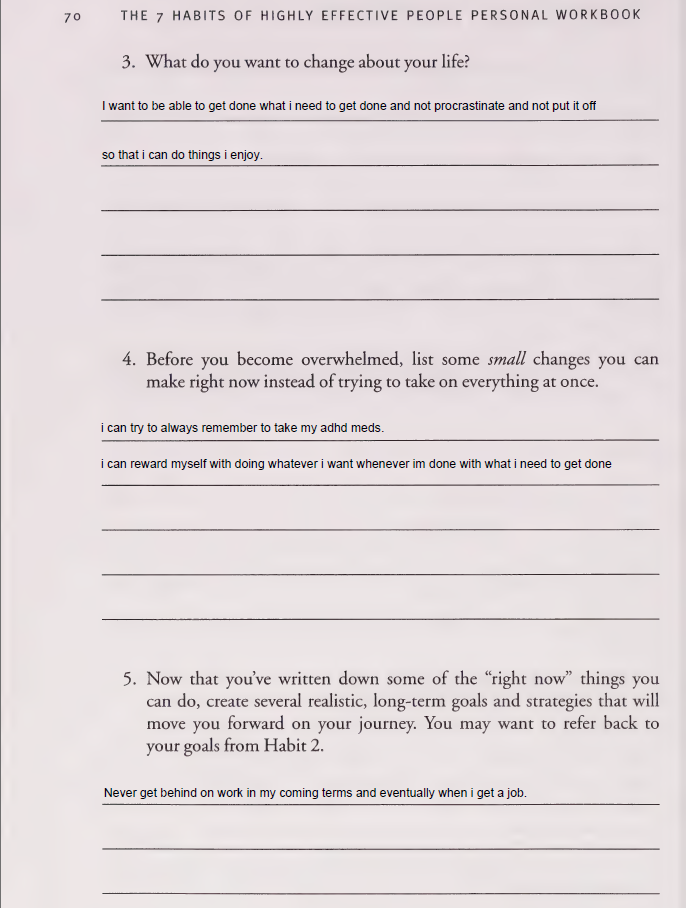 70 THE 7 HABITS OF HIGHLY EFFECTIVE PEOPLE PERSONAL WORKBOOK
3. What do you want to change about your life?
I want to be able to get done what i need to get done and not procrastinate and not put it off
so that i can do things i enjoy.
4. Before you become overwhelmed, list some small changes you can
make right now instead of trying to take on everything at once.
i can try to always remember to take my adhd meds.
i can reward myself with doing whatever i want whenever im done with what i need to get done
5. Now that you've written down some of the “right now” things you
can do, create several realistic, long-term goals and strategies that will
move you forward on your journey. You may want to refer back to
your goals from Habit 2.
Never get behind on work in my coming terms and eventually when i get a job.